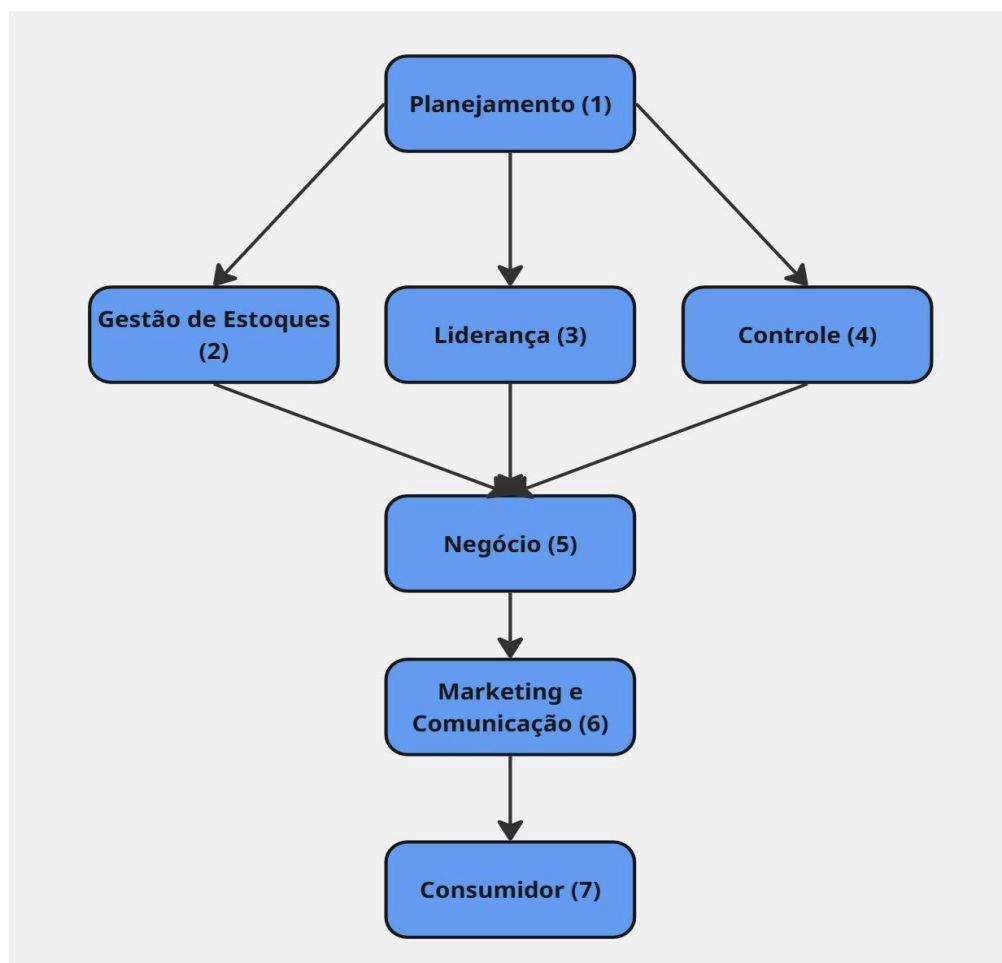 Planejamento (1)
Gestão de Estoques
(2)
Liderança (3)
Controle (4)
Negócio (5)
Marketing e
Comunicação (6)
Consumidor (7)